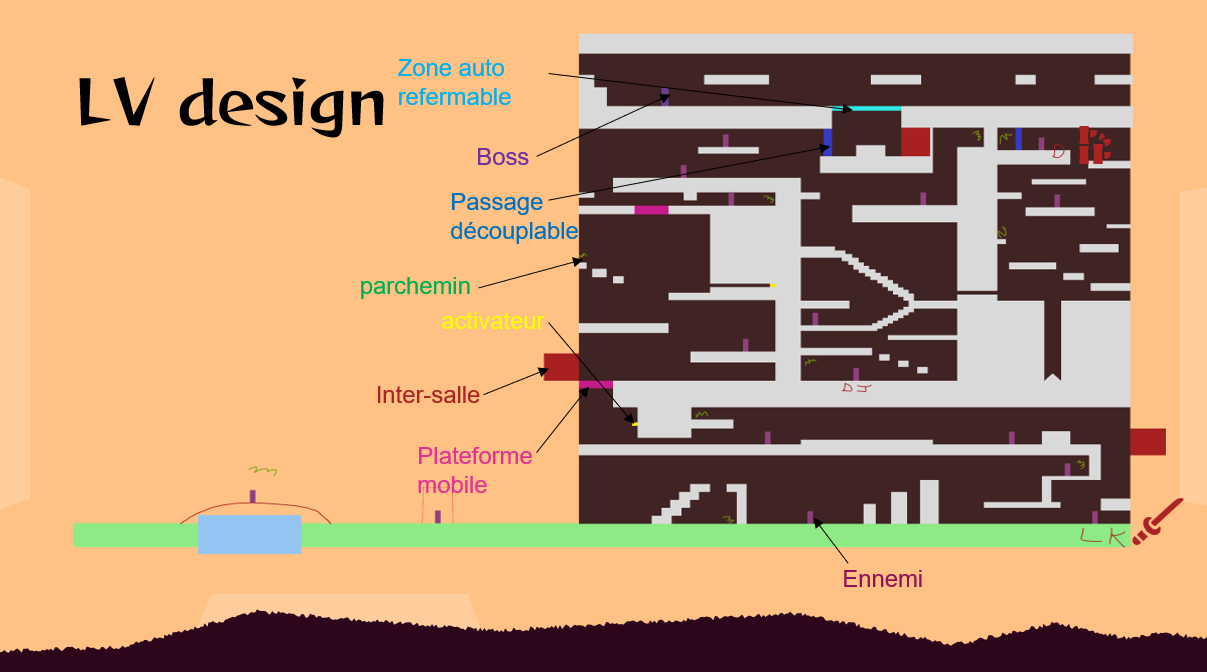 LV design
Zone auto
refermable
Boss
Passage
découplable
parchemin
activateur
Inter-salle
Plateforme
mobile
Ennemi
D
DJ
LK